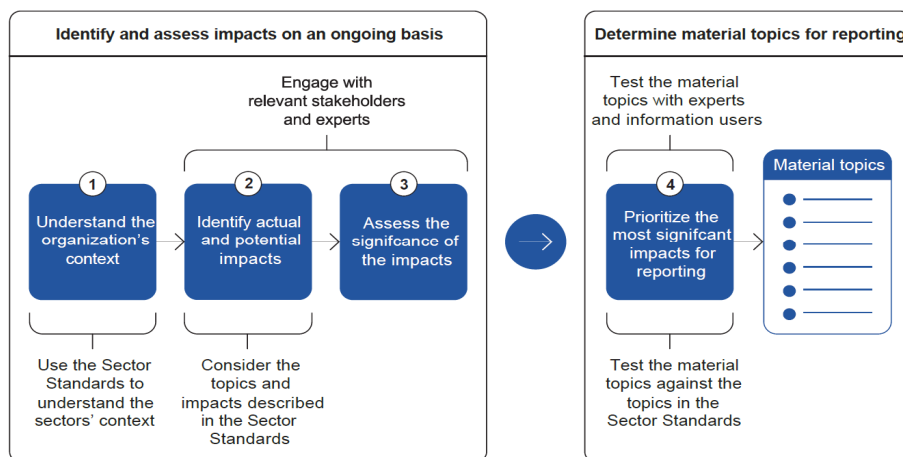 Identify and assess impacts on an ongoing basis
Engage with
relevant stakeholders
and experts
1
Understand the
organization's
context
2
Identify actual
and potential
impacts
3
Assess the
signifcance of
the impacts
Use the Sector
Standards to
understand the
sectors' context
Consider the
topics and
impacts described
in the Sector
Standards
Determine material topics for reporting
Test the material
topics with experts
and information users
4
Prioritize the
most signifcant
impacts for
reporting
Material topics
Test the material
topics against the
topics in the
Sector Standards